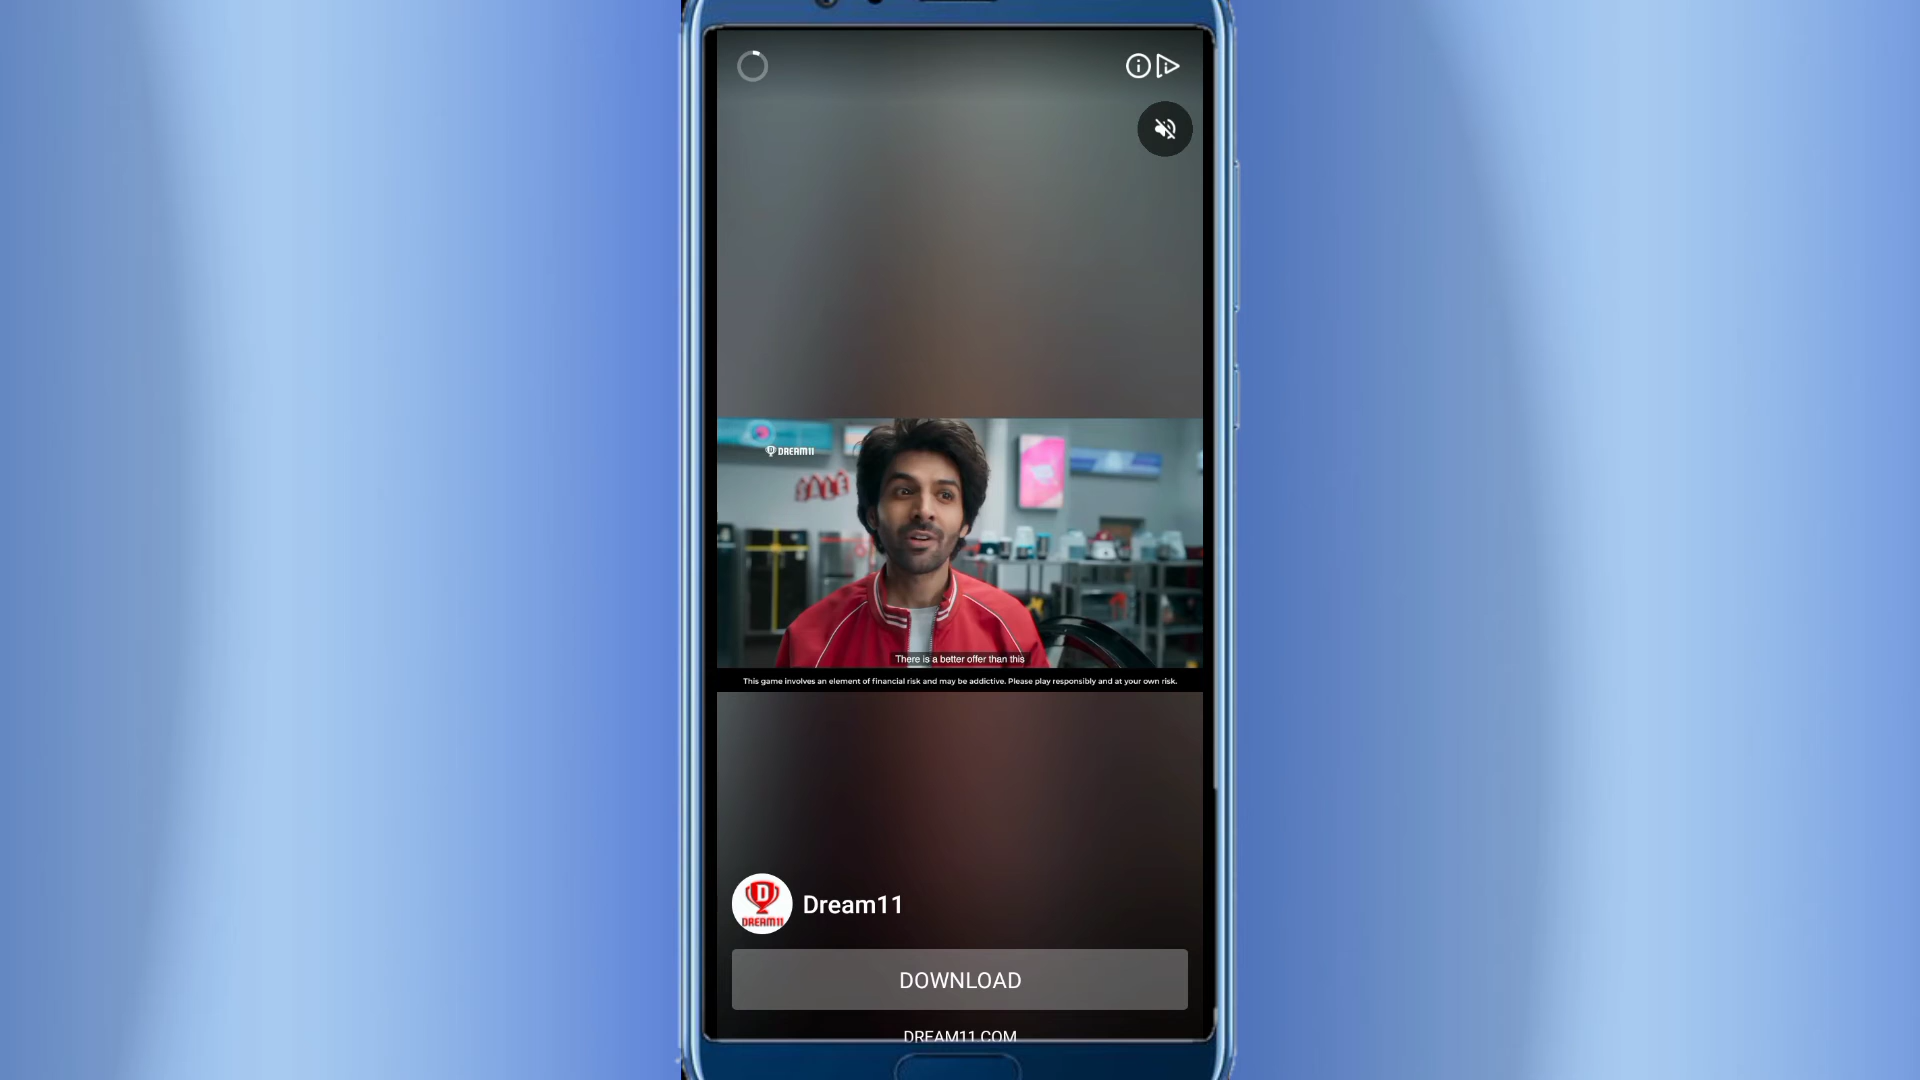 DREAM11
SALE
There is a better offer than this
This game involves an element of financial risk and may be addictive. Please play responsibly and at your own risk.
D
DREAM11
Dream11
DOWNLOAD
DREAM11.COM